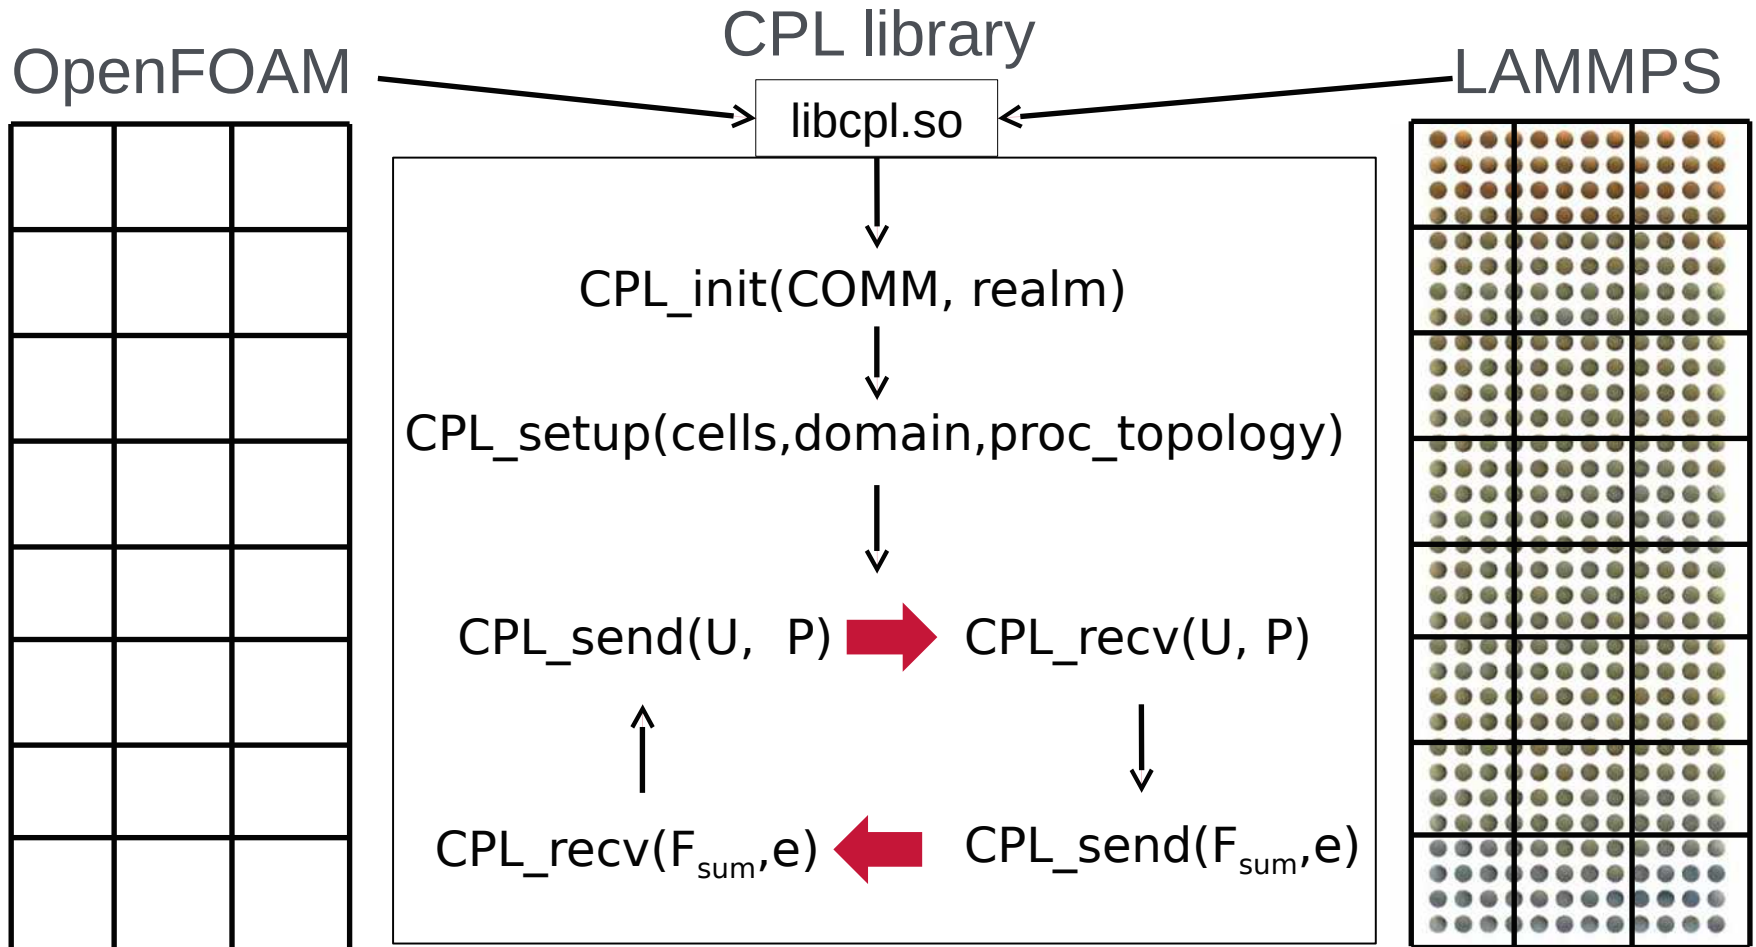 CPL library
OpenFOAM
LAMMPS
libcpl.so
CPL_init(COMM, realm)
CPL_setup(cells,domain,proc_topology)
CPL_send(U, P)
CPL_recv(U, P)
CPL_recv(Fsum,e)
CPL_send(Fsum,e)